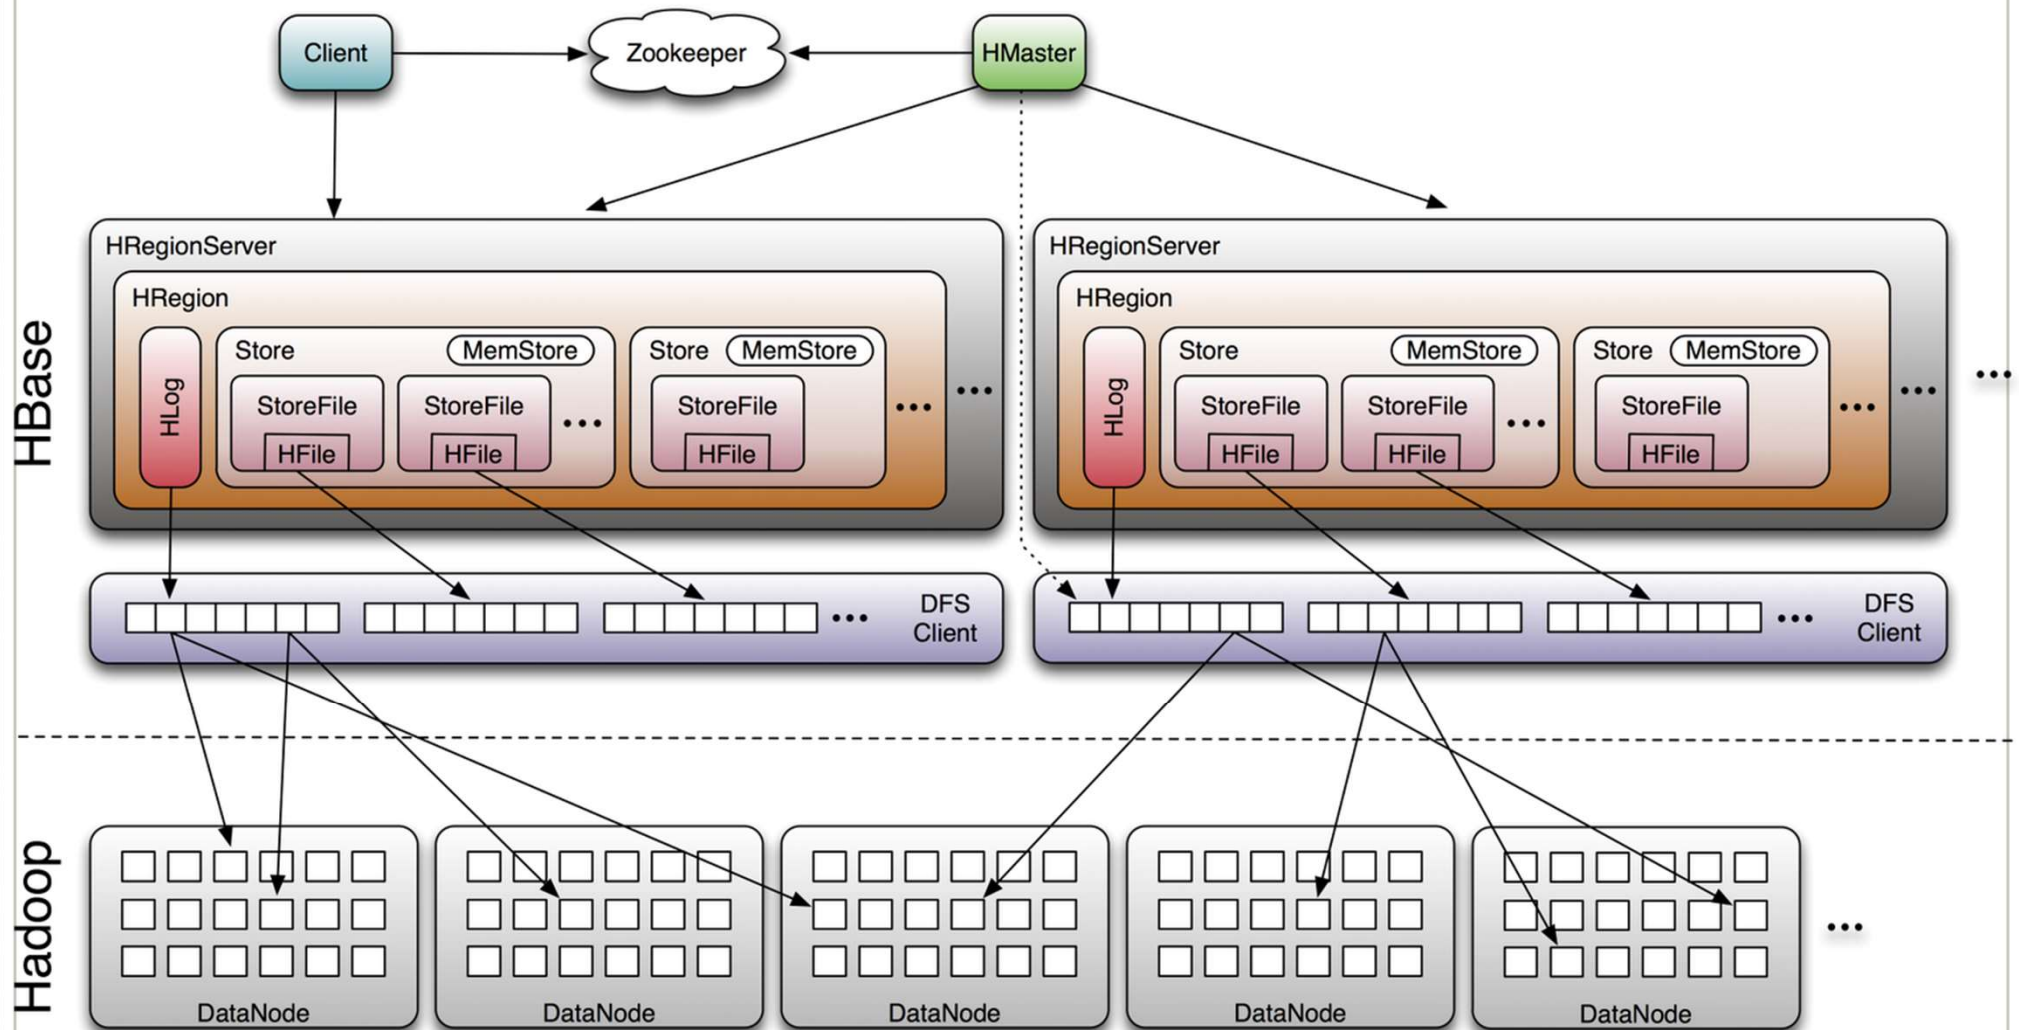 Client
Zookeeper
HMaster
HBase
HRegionServer
HRegion
HLog
Store
MemStore
StoreFile
HFile
StoreFile
HFile
...
Store
MemStore
StoreFile
HFile
...
...
HRegionServer
HRegion
HLog
Store
MemStore
StoreFile
HFile
StoreFile
HFile
...
Store
MemStore
StoreFile
HFile
...
...
...
...
DFS
Client
...
DFS
Client
Hadoop
DataNode
DataNode
DataNode
DataNode
DataNode
...